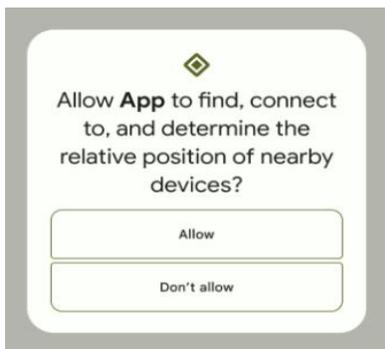 Allow App to find, connect
to, and determine the
relative position of nearby
devices?
Allow
Don't allow